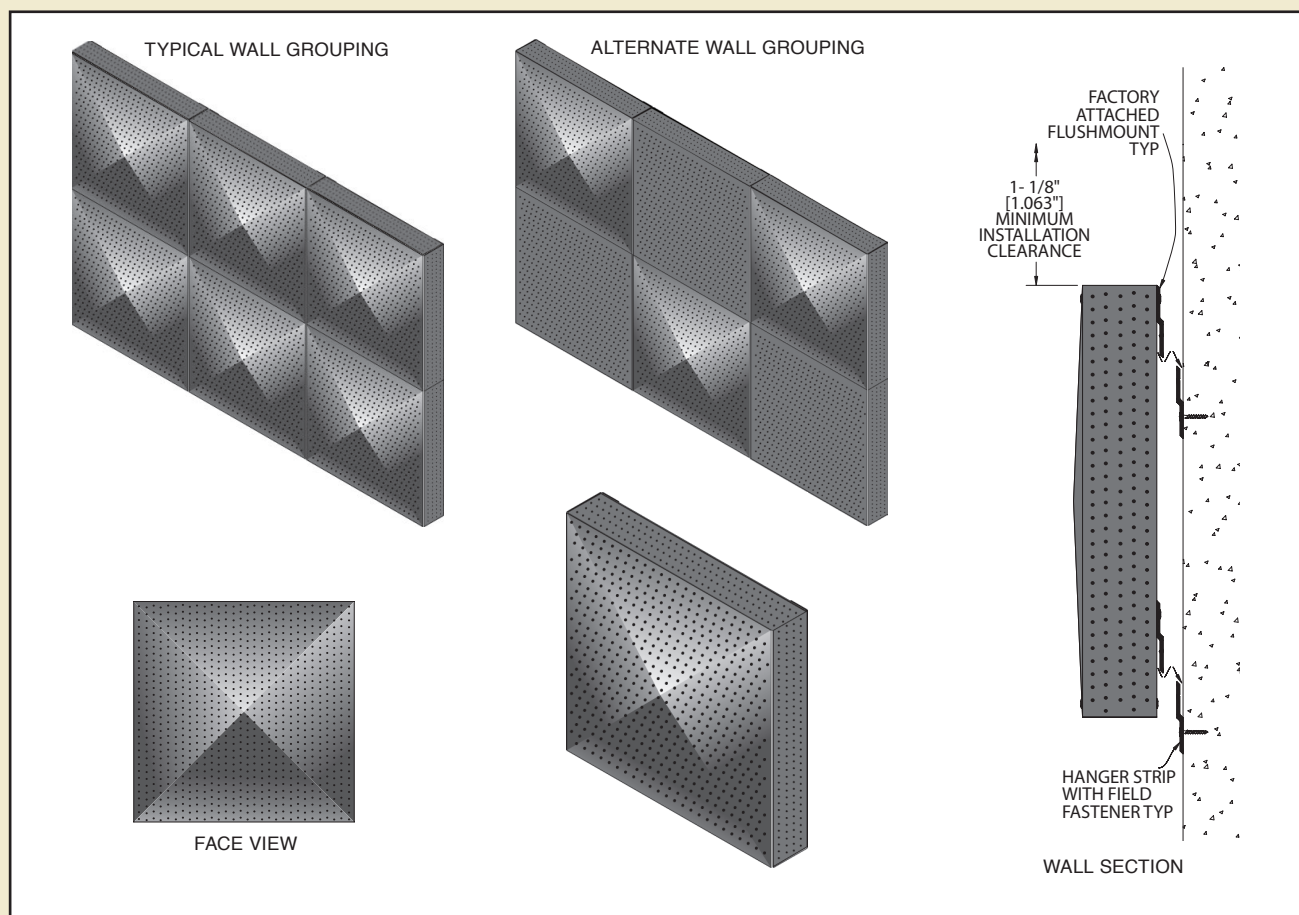 TYPICAL WALL GROUPING
ALTERNATE WALL GROUPING
FACTORY
ATTACHED
FLUSHMOUNT
TYP
1- 1/8"
[1.063"]
MINIMUM
INSTALLATION
CLEARANCE
FACE VIEW
HANGER STRIP
WITH FIELD
FASTENER TYP
WALL SECTION